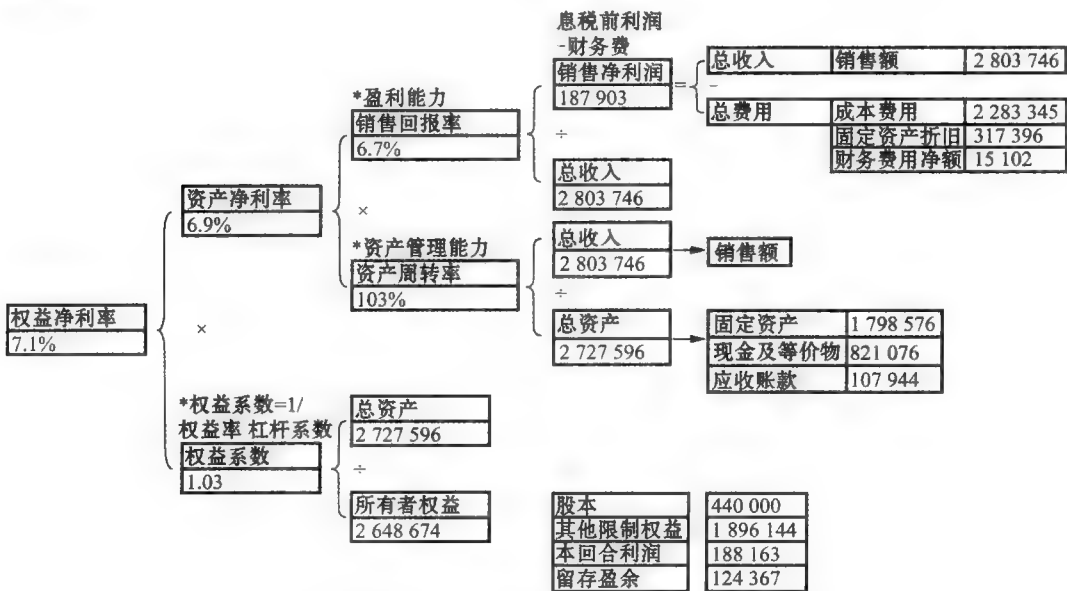 息税前利润
-财务费
销售净利润
187 903
=
总收入 销售额 2 803 746
-
总费用 成本费用 2 283 345
固定资产折旧 317 396
财务费用净额 15 102
*盈利能力
销售回报率
6.7%
÷
总收入
2 803 746
资产净利率
6.9%
×
*资产管理能力
资产周转率
103%
总收入
2 803 746
销售额
÷
总资产
2 727 596
固定资产 1 798 576
现金及等价物 821 076
应收账款 107 944
权益净利率
7.1%
×
*权益系数=1/
权益率 杠杆系数
权益系数
1.03
总资产
2 727 596
÷
所有者权益
2 648 674
股本 440 000
其他限制权益 1 896 144
本回合利润 188 163
留存盈余 124 367